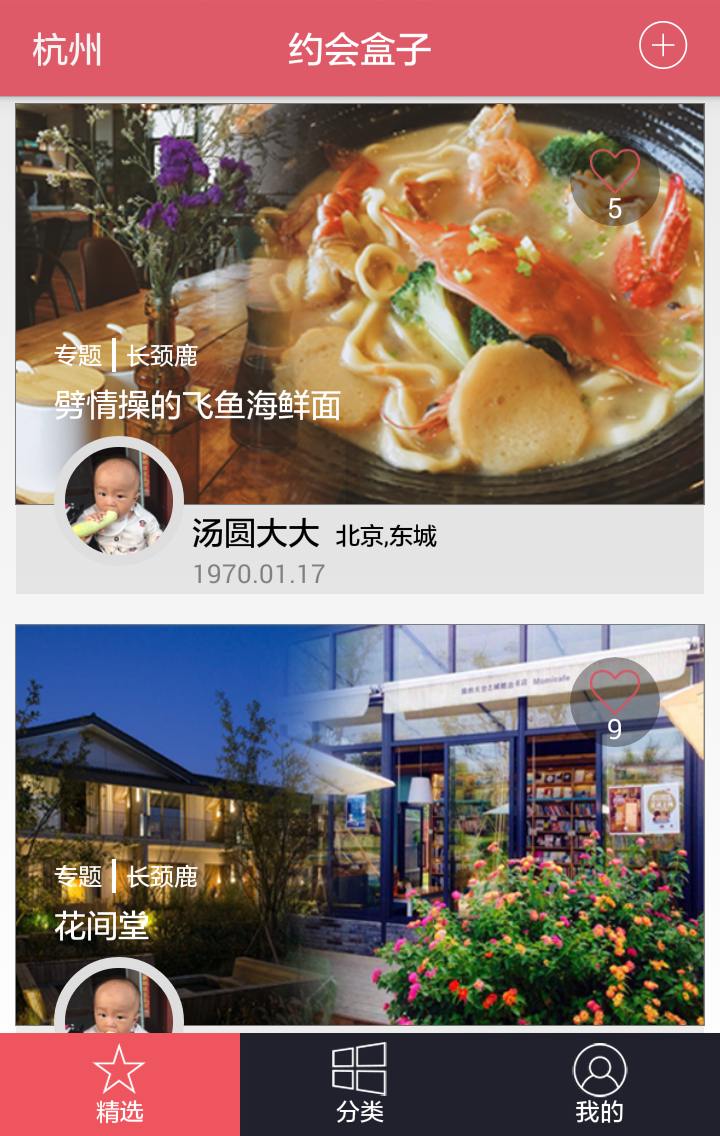 杭州
约会盒子
5
专题 | 长颈鹿
劈情操的飞鱼海鲜面
汤圆大大 北京,东城
1970.01.17
Momicafe
9
专题 | 长颈鹿
花间堂
精选
分类
我的